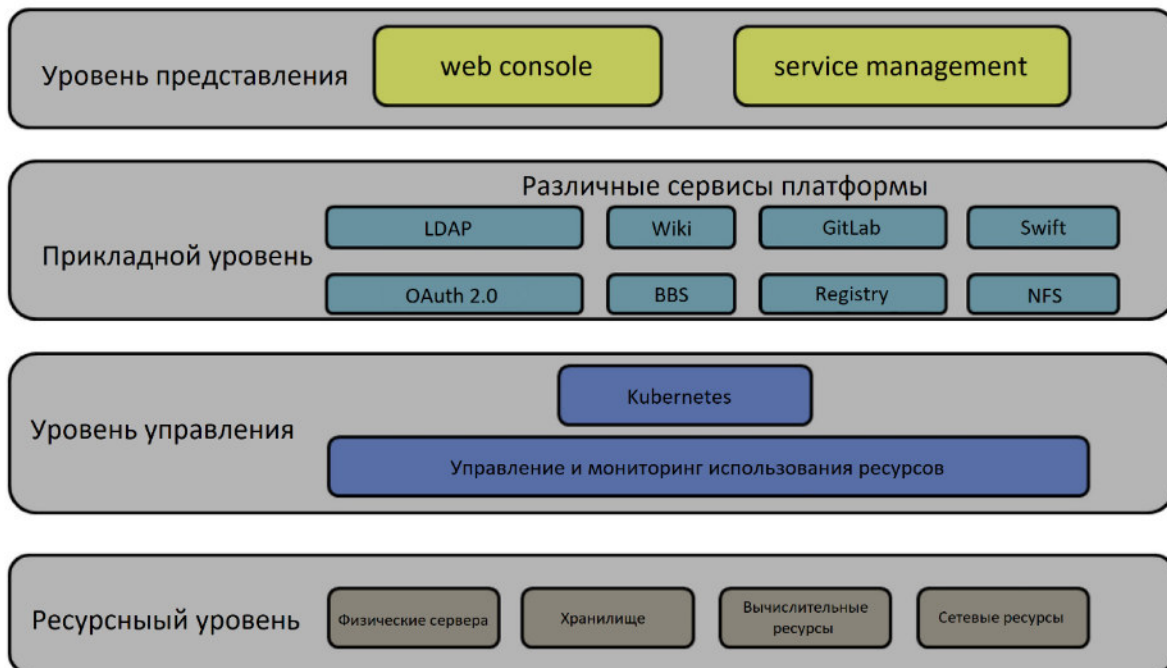 Уровень представления
web console
service management
Различные сервисы платформы
Прикладной уровень
LDAP
Wiki
GitLab
Swift
OAuth 2.0
BBS
Registry
NFS
Уровень управления
Kubernetes
Управление и мониторинг использования ресурсов
Ресурсныый уровень
Физические сервера
Хранилище
Вычислительные
ресурсы
Сетевые ресурсы